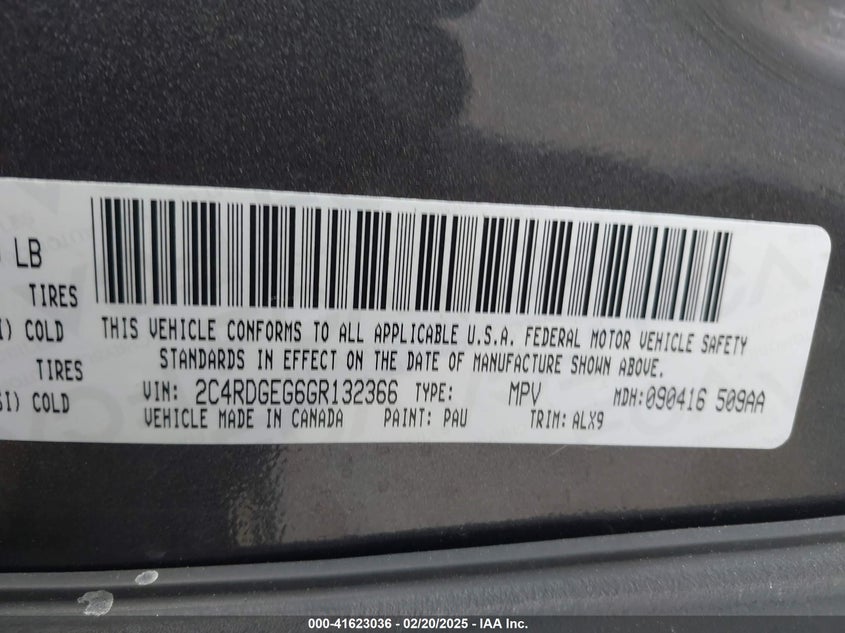 LB
TIRES
COLD
TIRES
COLD
THIS VEHICLE CONFORMS TO ALL APPLICABLE U.S.A. FEDERAL MOTOR VEHICLE SAFETY
STANDARDS IN EFFECT ON THE DATE OF MANUFACTURE SHOWN ABOVE.
VIN: 2C4RDGEG6GR132366 TYPE: MPV MDH:090416 509AA
VEHICLE MADE IN CANADA PAINT: PAU TRIM: ALX9
000-41623036 - 02/20/2025 - IAA Inc.